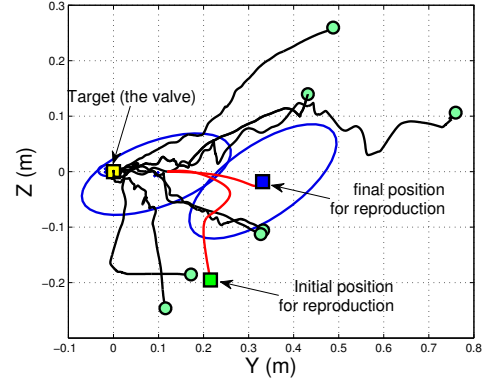 0.3
0.2
Target (the valve)
0.1
Z (m)
0
final position
for reproduction
-0.1
-0.2
Initial position
for reproduction
-0.3
-0.1 0 0.1 0.2 0.3 0.4 0.5 0.6 0.7 0.8
Y (m)